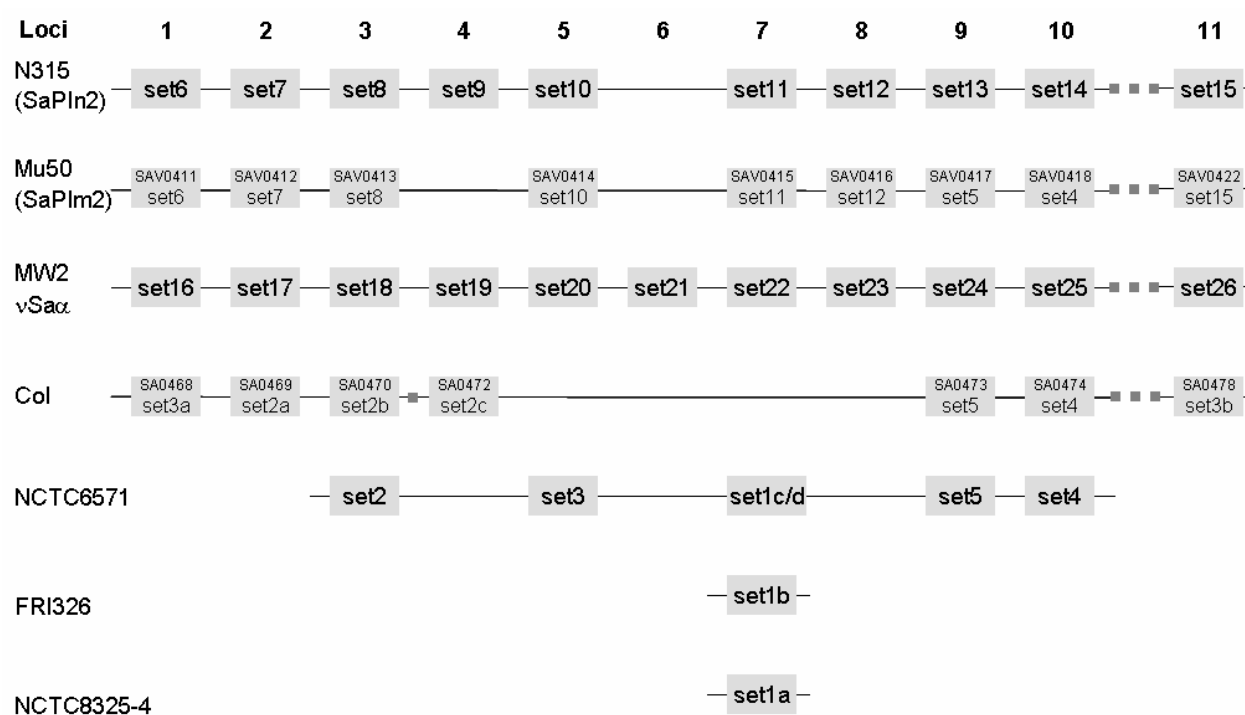 Loci 1 2 3 4 5 6 7 8 9 10 11
N315
(SaPIn2)
set6 set7 set8 set9 set10 set11 set12 set13 set14 set15
Mu50
(SaPIm2)
SAV0411 SAV0412 SAV0413 SAV0414 SAV0415 SAV0416 SAV0417 SAV0418 SAV0422
set6 set7 set8 set10 set11 set12 set5 set4 set15
MW2
νSaα
set16 set17 set18 set19 set20 set21 set22 set23 set24 set25 set26
Col
SA0468 SA0469 SA0470 SA0472 SA0473 SA0474 SA0478
set3a set2a set2b set2c set5 set4 set3b
NCTC6571 set2 set3 set1c/d set5 set4
FRI326 set1b
NCTC8325-4 set1a